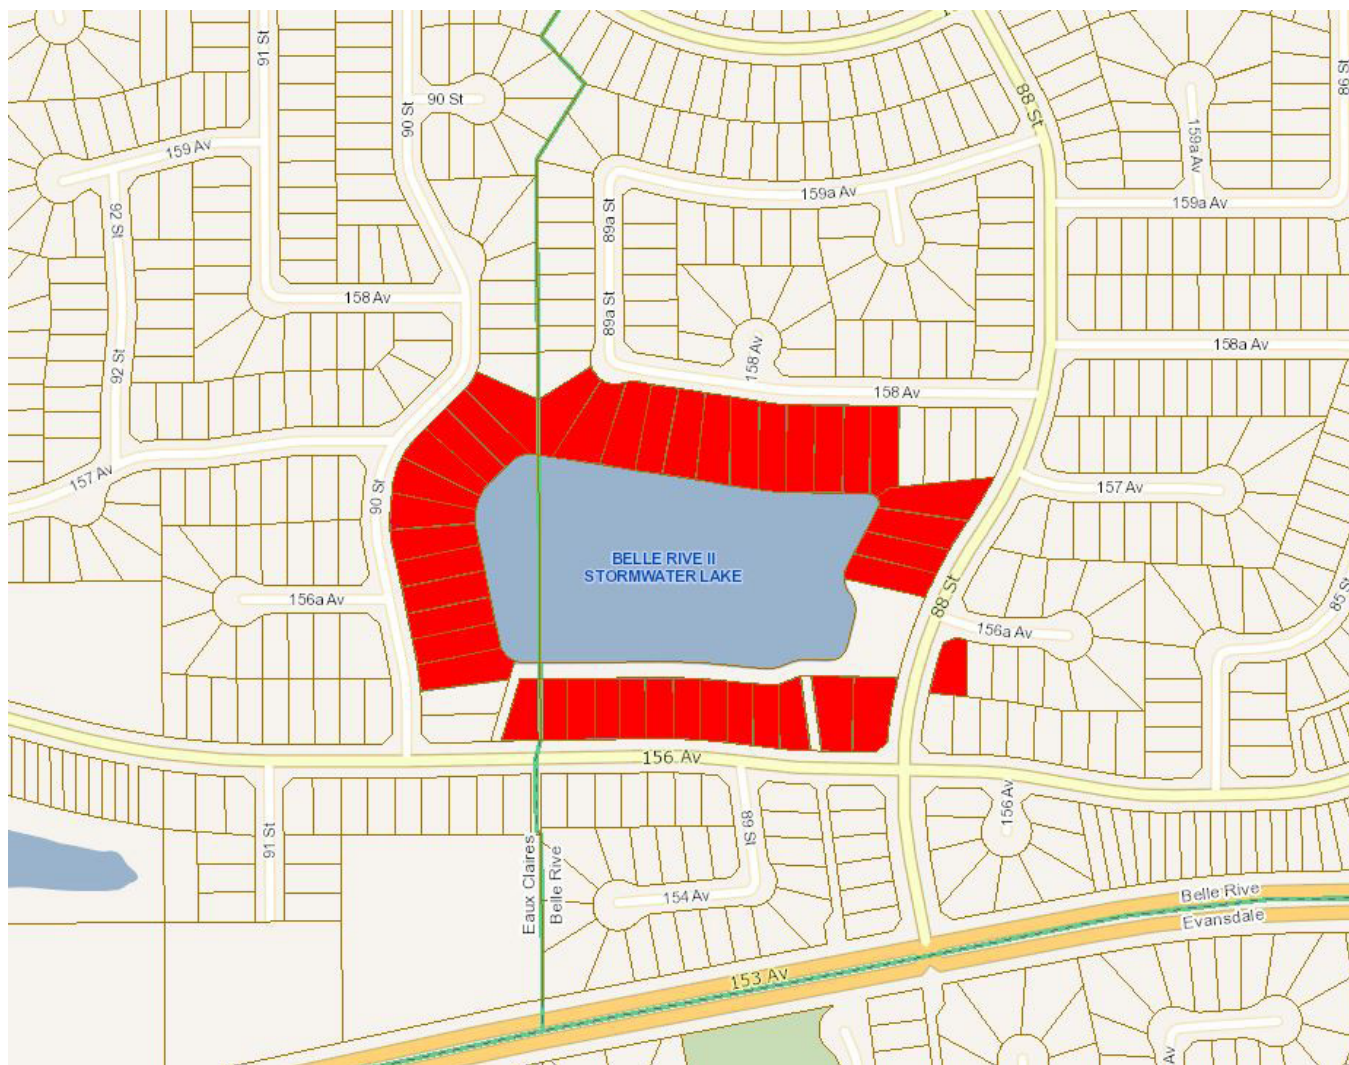 91 St
90 St
90 St
88 St
86 St
159 Av
159a Av
159a Av
159a Av
92 St
89a St
158 Av
89a St
158 Av
158a Av
92 St
158 Av
157 Av
90 St
157 Av
BELLE RIVE II
STORMWATER LAKE
156a Av
88 St
85 St
156a Av
156 Av
156 Av
89 St
91 St
Eaux Claires
Belle Rive
154 Av
Belle Rive
Evansdale
153 Av
Av